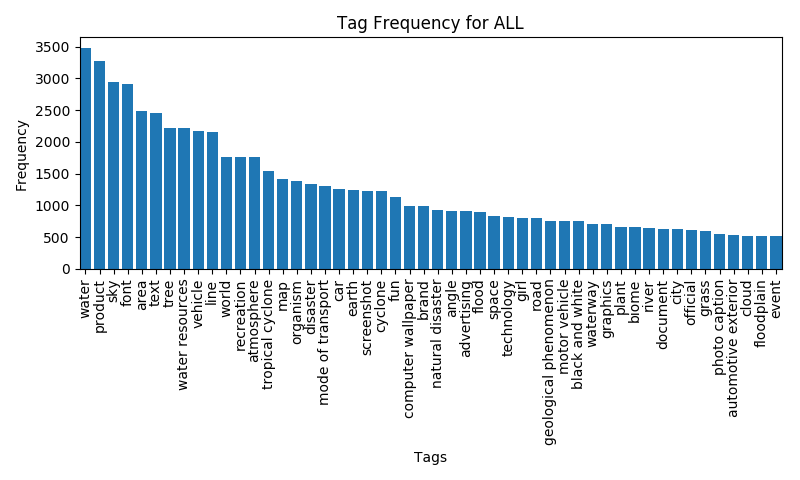 Tag Frequency for ALL
Frequency
3500
3000
2500
2000
1500
1000
500
0
water
product
sky
font
area
text
tree
water resources
vehicle
line
world
recreation
atmosphere
tropical cyclone
map
organism
disaster
mode of transport
car
earth
screenshot
cyclone
fun
computer wallpaper
brand
natural disaster
angle
advertising
flood
space
technology
girl
road
geological phenomenon
motor vehicle
black and white
waterway
graphics
plant
biome
river
document
city
official
grass
photo caption
automotive exterior
cloud
floodplain
event
Tags